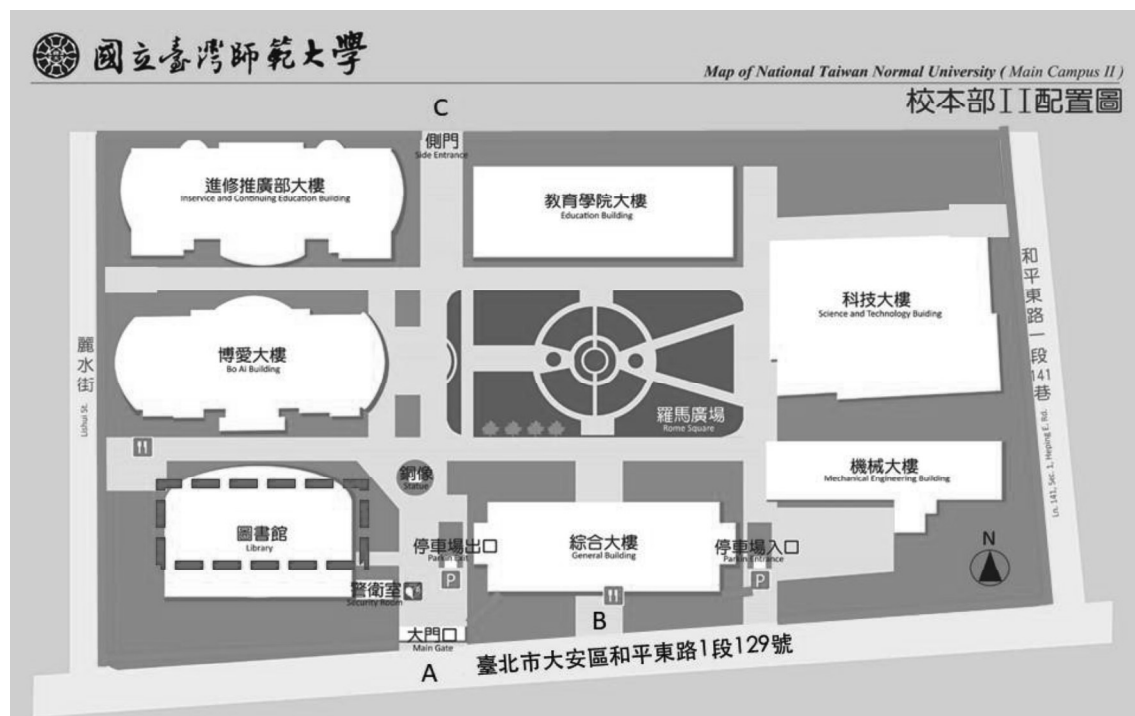 國立臺灣師範大學
Map of National Taiwan Normal University ( Main Campus II )
校本部II配置圖
C
側門
Side Entrance
進修推廣部大樓
Inservice and Continuing Education Building
教育學院大樓
Education Building
科技大樓
Science and Technology Buiding
和平東路一段141巷
Ln. 141, Sec. 1, Heping E. Rd.
麗水街
Lishui St.
博愛大樓
Bo Ai Building
羅馬廣場
Rome Square
銅像
Statue
機械大樓
Mechanical Engineering Building
圖書館
Library
停車場出口
Parkin Exit
P
綜合大樓
General Building
停車場入口
Parkin Entrance
P
N
警衛室
Security Room
B
大門口
Main Gate
A
臺北市大安區和平東路1段129號